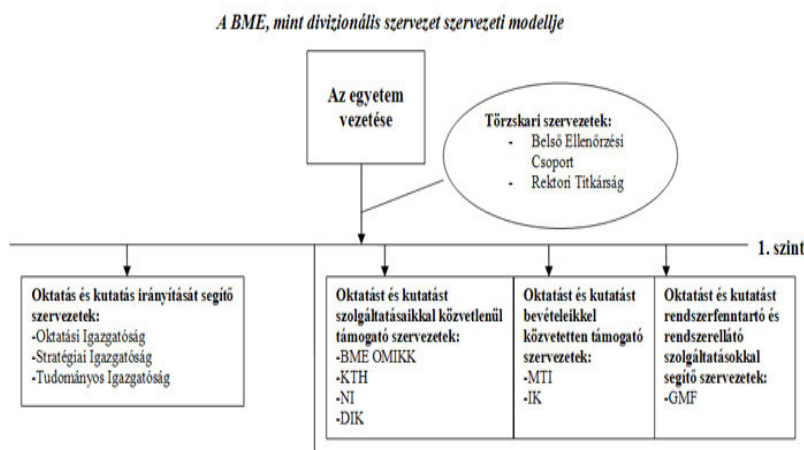 A BME, mint divizionális szervezet szervezeti modellje
Az egyetem
vezetése
Törzskari szervezetek:
- Belső Ellenőrzési
Csoport
- Rektori Titkárság
1. szint
Oktatás és kutatás irányítását segítő
szervezetek:
-Oktatási Igazgatóság
-Stratégiai Igazgatóság
-Tudományos Igazgatóság
Oktatást és kutatást
szolgáltatásaikkal közvetlenül
támogató szervezetek:
-BME OMIKK
-KTH
-NI
-DIK
Oktatást és kutatást
bevételeikkel
közvetetten támogató
szervezetek:
-MTI
-IK
Oktatást és kutatást
rendszerfenntartó és
rendszerellátó
szolgáltatásokkal
segítő szervezetek:
-GMF